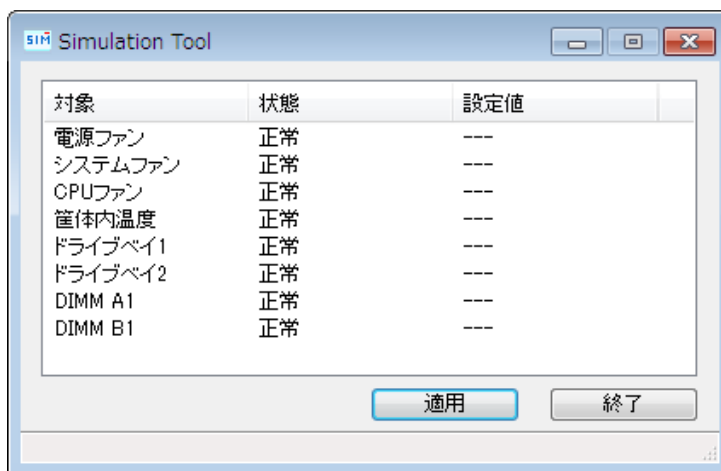 SIM Simulation Tool
対象 状態 設定値
電源ファン 正常 ---
システムファン 正常 ---
CPUファン 正常 ---
筐体内温度 正常 ---
ドライブベイ1 正常 ---
ドライブベイ2 正常 ---
DIMM A1 正常 ---
DIMM B1 正常 ---
適用 終了